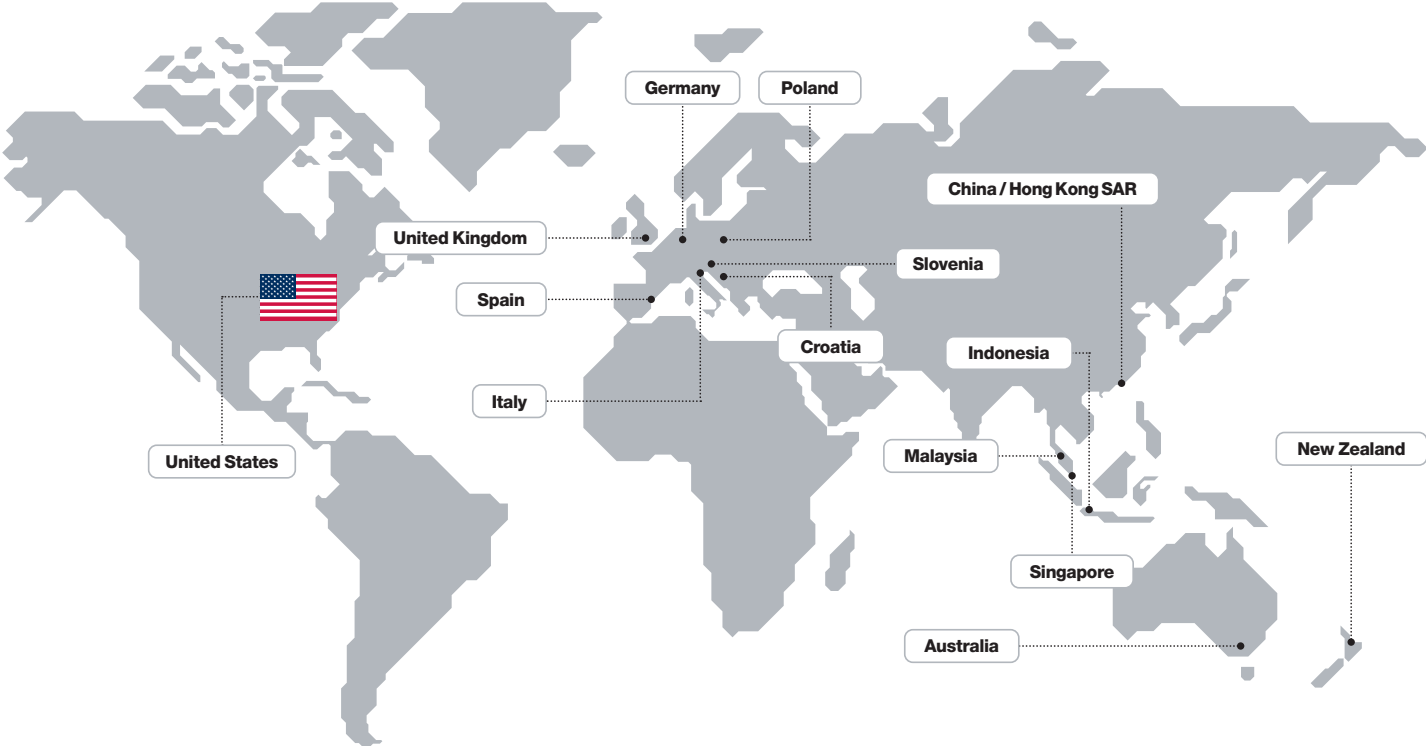 Germany
Poland
China / Hong Kong SAR
United Kingdom
Slovenia
Spain
Croatia
Indonesia
Italy
New Zealand
Malaysia
United States
Singapore
Australia